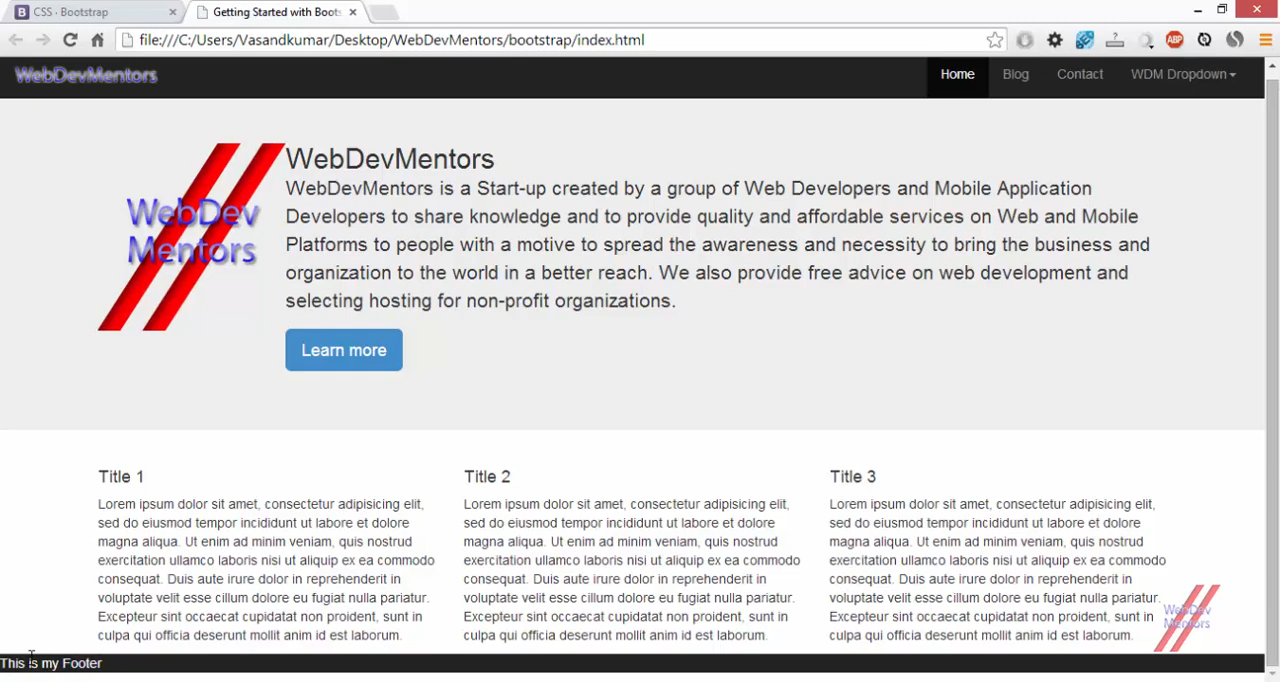 CSS · Bootstrap
Getting Started with Boots
file:///C:/Users/Vasandkumar/Desktop/WebDevMentors/bootstrap/index.html
ABP
WebDevMentors
Home
Blog
Contact
WDM Dropdown
WebDev
Mentors
WebDevMentors
WebDevMentors is a Start-up created by a group of Web Developers and Mobile Application
Developers to share knowledge and to provide quality and affordable services on Web and Mobile
Platforms to people with a motive to spread the awareness and necessity to bring the business and
organization to the world in a better reach. We also provide free advice on web development and
selecting hosting for non-profit organizations.
Learn more
Title 1
Lorem ipsum dolor sit amet, consectetur adipisicing elit,
sed do eiusmod tempor incididunt ut labore et dolore
magna aliqua. Ut enim ad minim veniam, quis nostrud
exercitation ullamco laboris nisi ut aliquip ex ea commodo
consequat. Duis aute irure dolor in reprehenderit in
voluptate velit esse cillum dolore eu fugiat nulla pariatur.
Excepteur sint occaecat cupidatat non proident, sunt in
culpa qui officia deserunt mollit anim id est laborum.
Title 2
Lorem ipsum dolor sit amet, consectetur adipisicing elit,
sed do eiusmod tempor incididunt ut labore et dolore
magna aliqua. Ut enim ad minim veniam, quis nostrud
exercitation ullamco laboris nisi ut aliquip ex ea commodo
consequat. Duis aute irure dolor in reprehenderit in
voluptate velit esse cillum dolore eu fugiat nulla pariatur.
Excepteur sint occaecat cupidatat non proident, sunt in
culpa qui officia deserunt mollit anim id est laborum.
Title 3
Lorem ipsum dolor sit amet, consectetur adipisicing elit,
sed do eiusmod tempor incididunt ut labore et dolore
magna aliqua. Ut enim ad minim veniam, quis nostrud
exercitation ullamco laboris nisi ut aliquip ex ea commodo
consequat. Duis aute irure dolor in reprehenderit in
voluptate velit esse cillum dolore eu fugiat nulla pariatur.
Excepteur sint occaecat cupidatat non proident, sunt in
culpa qui officia deserunt mollit anim id est laborum.
WebDev
Mentors
This is my Footer